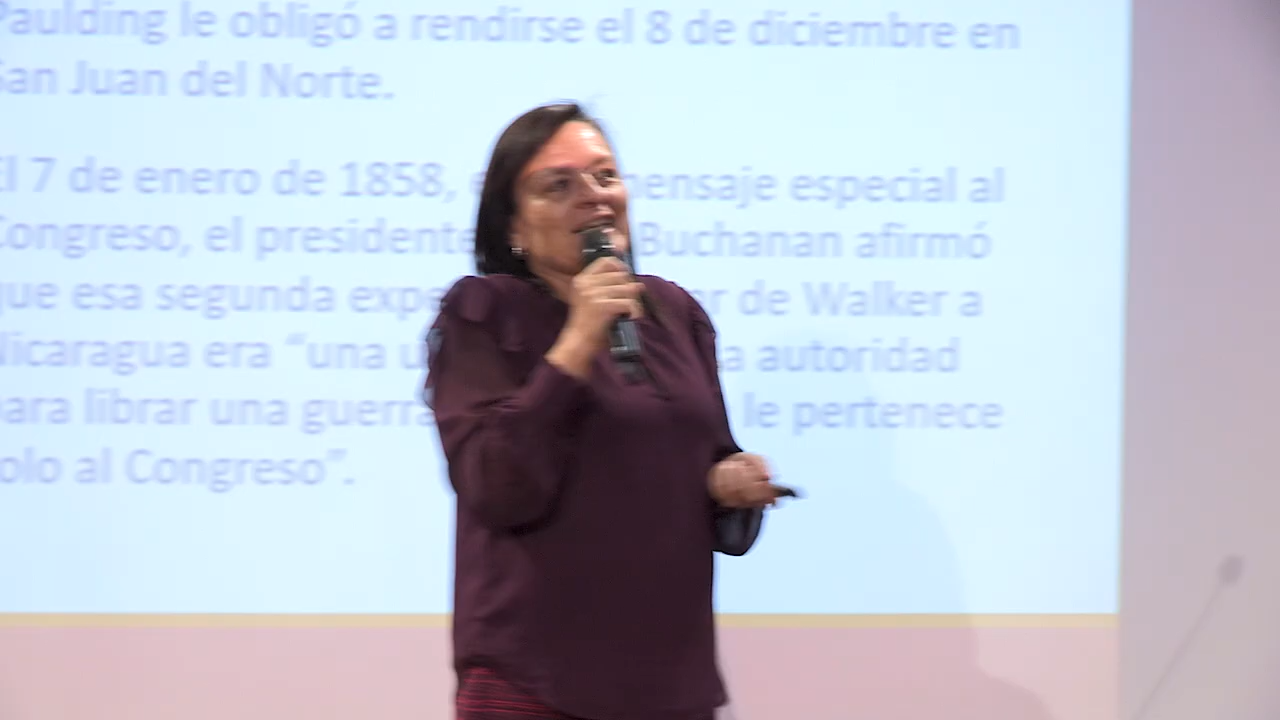 Paulding le obligó a rendirse el 8 de diciembre en
San Juan del Norte.
El 7 de enero de 1858, mensaje especial al
Congreso, el presidente Buchanan afirmó
que esa segunda de Walker a
Nicaragua era “una autoridad
para librar una guerra le pertenece
solo al Congreso”.